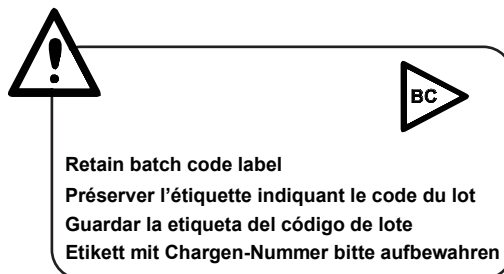 !
BC
Retain batch code label
Préserver l'étiquette indiquant le code du lot
Guardar la etiqueta del código de lote
Etikett mit Chargen-Nummer bitte aufbewahren